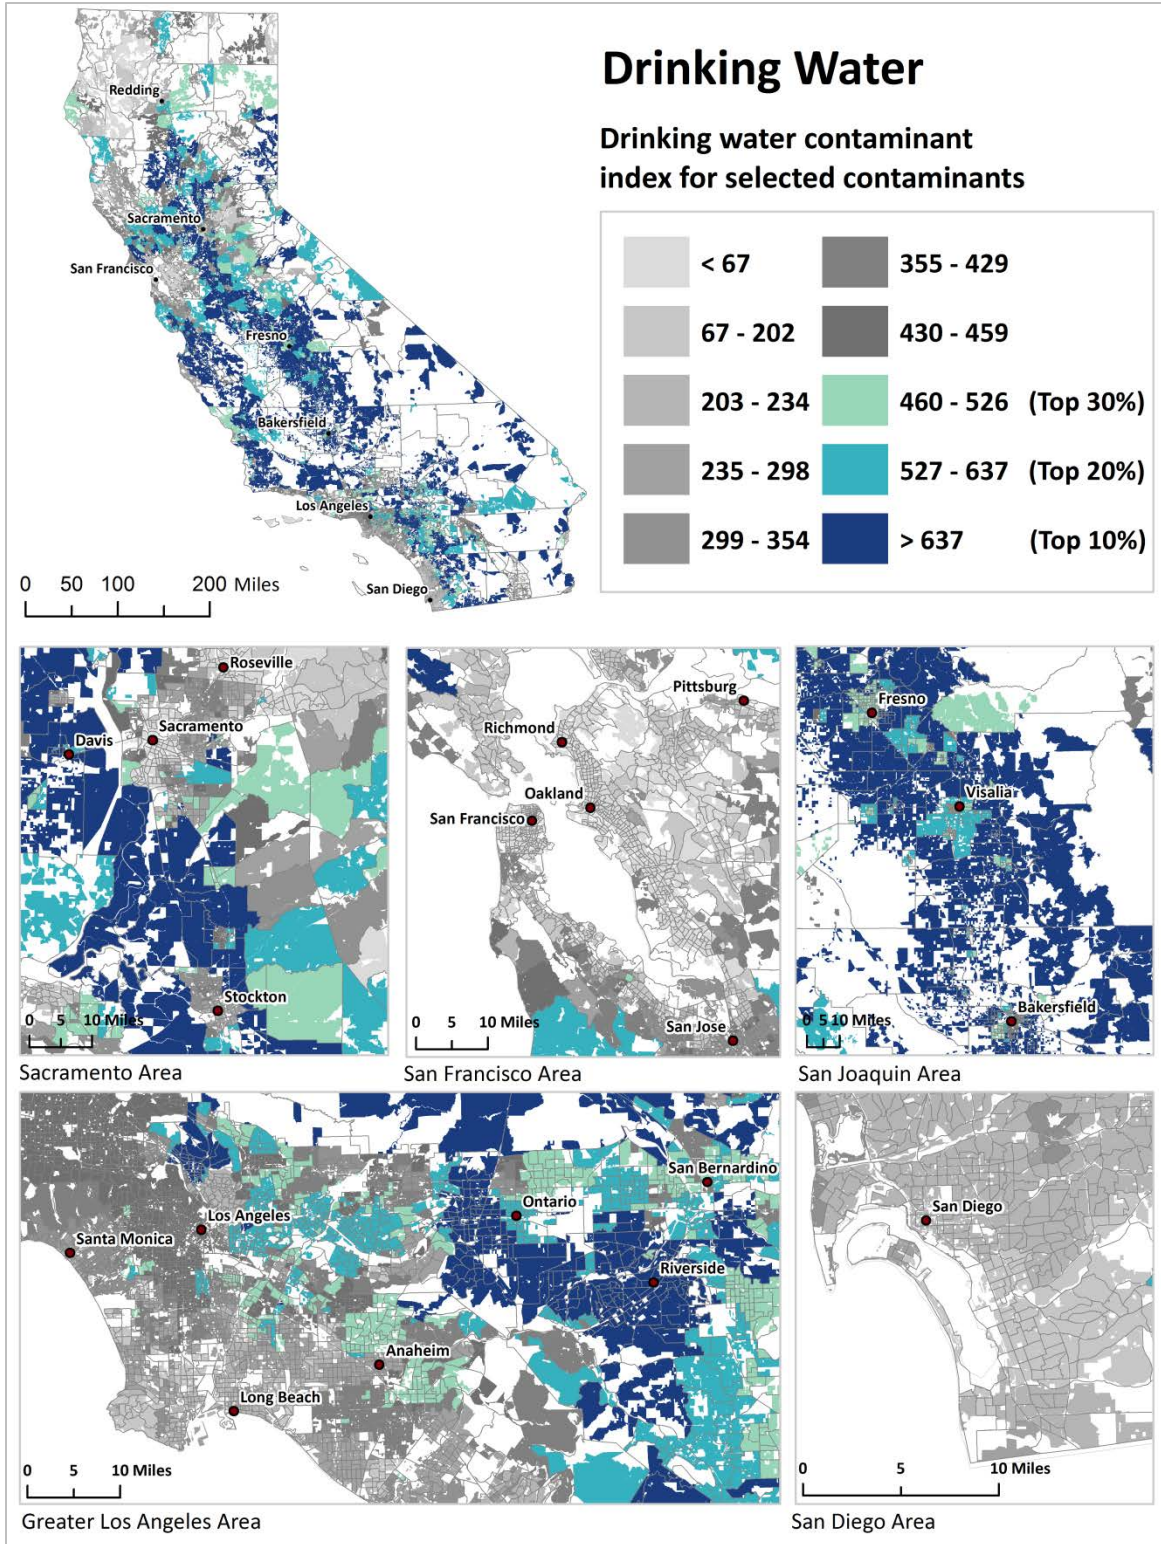 Drinking Water
Drinking water contaminant
index for selected contaminants
< 67
67 - 202
203 - 234
235 - 298
299 - 354
355 - 429
430 - 459
460 - 526 (Top 30%)
527 - 637 (Top 20%)
> 637 (Top 10%)
Redding
Sacramento
San Francisco
Fresno
Bakersfield
Los Angeles
San Diego
0 50 100 200 Miles
Roseville
Sacramento
Davis
Stockton
0 5 10 Miles
Sacramento Area
Pittsburg
Richmond
Oakland
San Francisco
San Jose
0 5 10 Miles
San Francisco Area
Fresno
Visalia
Bakersfield
0 5 10 Miles
San Joaquin Area
San Bernardino
Ontario
Los Angeles
Santa Monica
Riverside
Anaheim
Long Beach
0 5 10 Miles
Greater Los Angeles Area
San Diego
0 5 10 Miles
San Diego Area